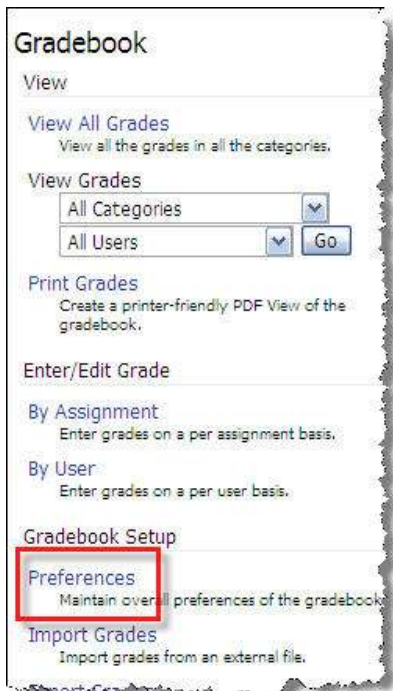 Gradebook
View
View All Grades
View all the grades in all the categories.
View Grades
All Categories
All Users
Go
Print Grades
Create a printer-friendly PDF View of the
gradebook.
Enter/Edit Grade
By Assignment
Enter grades on a per assignment basis.
By User
Enter grades on a per user basis.
Gradebook Setup
Preferences
Maintain overall preferences of the gradebook
Import Grades
Import grades from an external file.